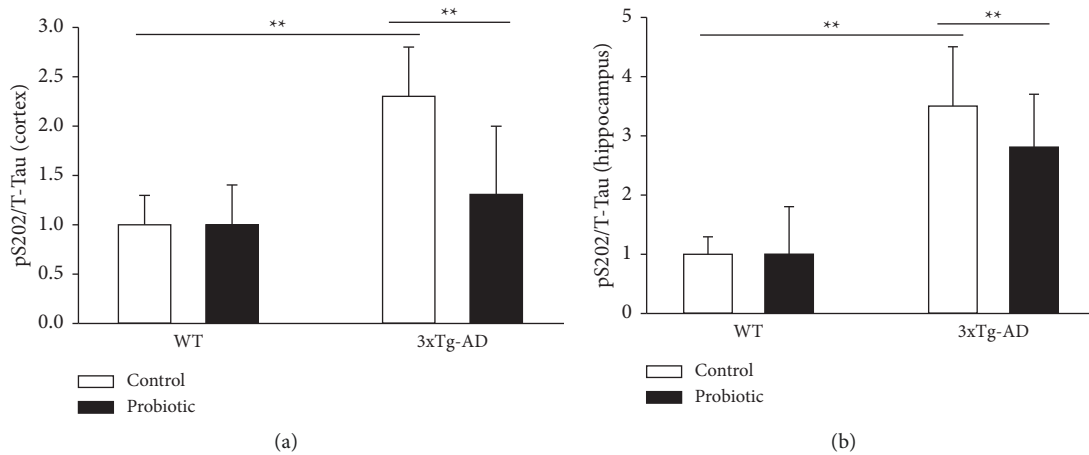 **
**
3.0
2.5
2.0
1.5
1.0
0.5
0.0
pS202/T-Tau (cortex)
WT
3xTg-AD
Control
Probiotic
(a)
**
**
5
4
3
2
1
0
pS202/T-Tau (hippocampus)
WT
3xTg-AD
Control
Probiotic
(b)